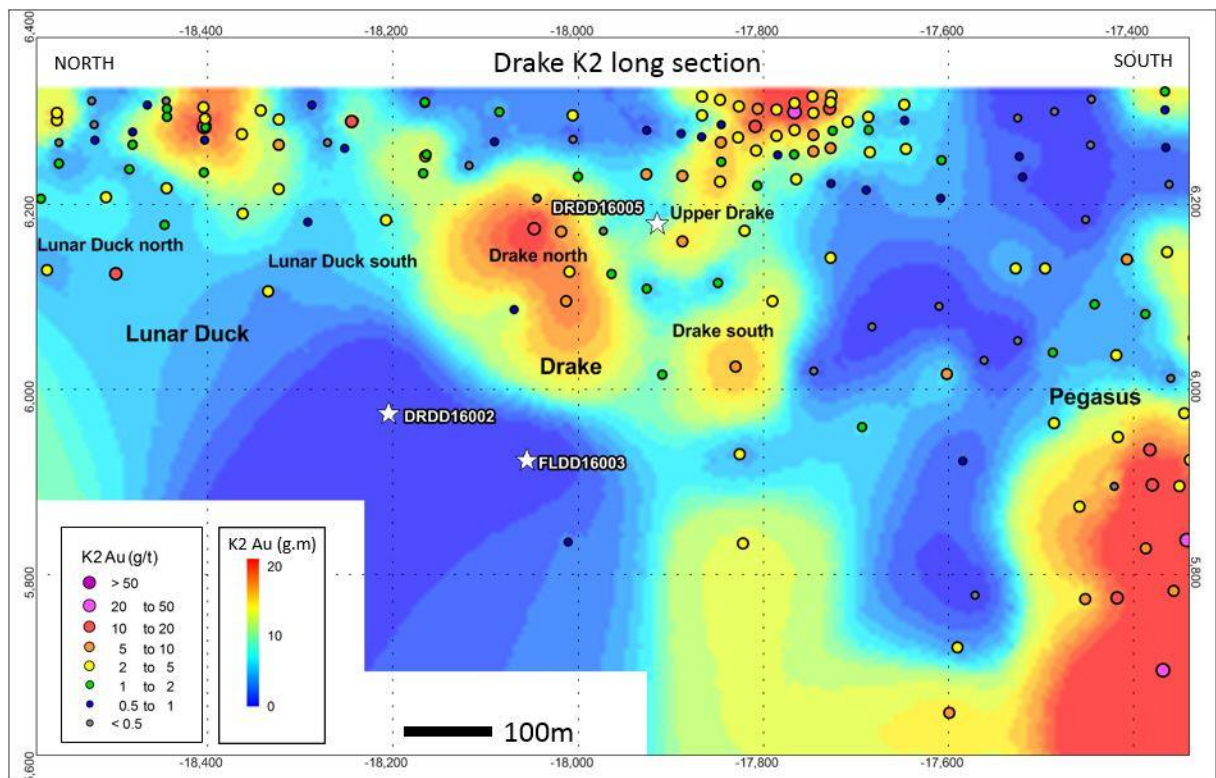 -18,400 -18,200 -18,000 -17,800 -17,600 -17,400
6,400
NORTH Drake K2 long section SOUTH
6,200 DRDD16005 6,200
Upper Drake
Lunar Duck north Lunar Duck south Drake north
Lunar Duck Drake south
Drake
6,000 6,000
Pegasus
DRDD16002
FLDD16003
K2 Au (g/t) K2 Au (g.m)
> 50 20
20 to 50
10 to 20
5 to 10 10
2 to 5
1 to 2
0.5 to 1 0
< 0.5
5,800 5,800
100m
-18,400 -18,200 -18,000 -17,800 -17,600 -17,400